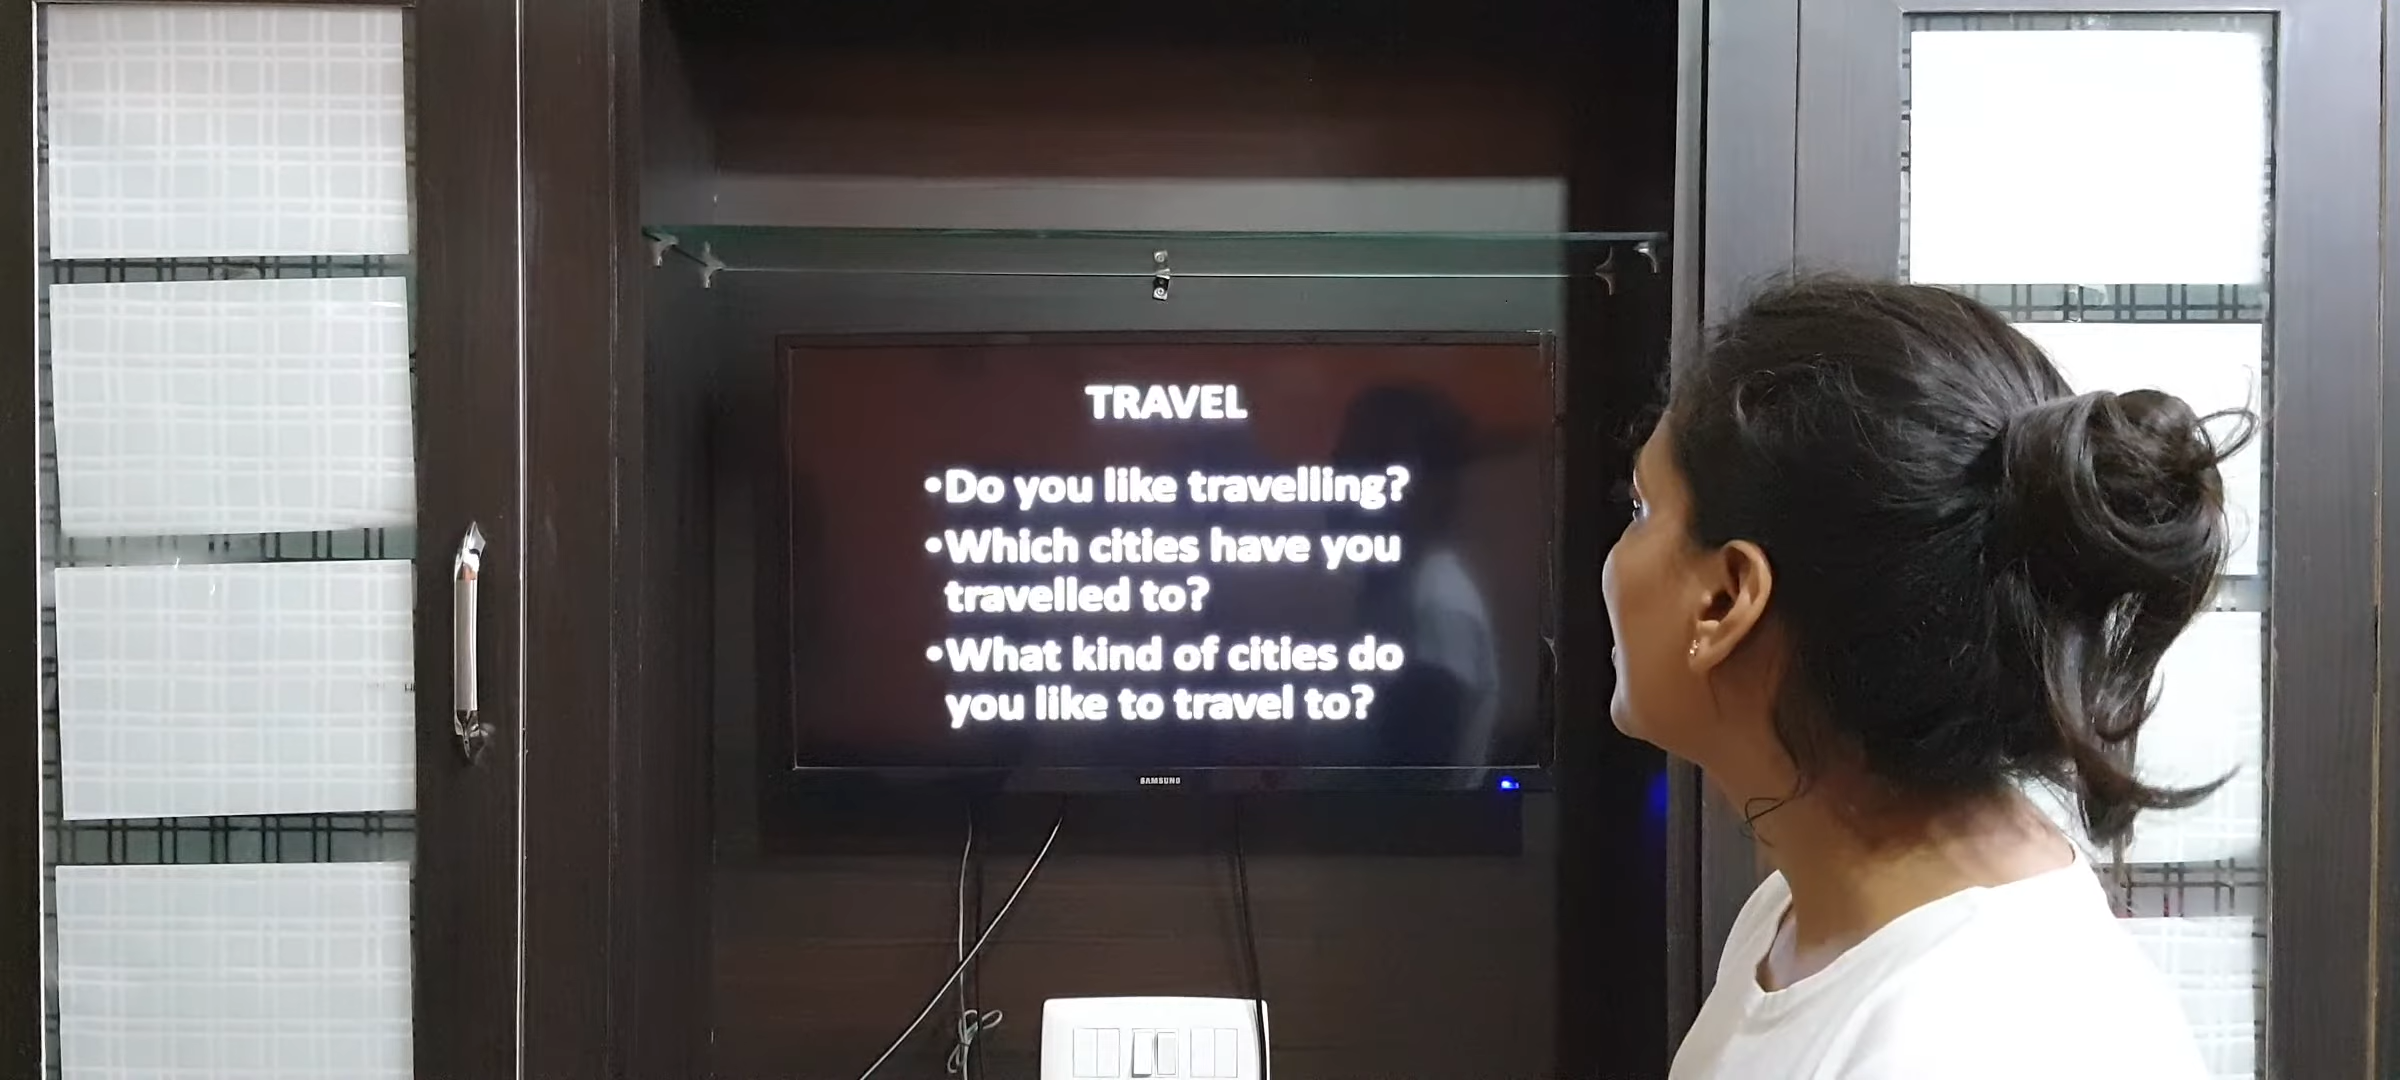 TRAVEL
•Do you like travelling?
•Which cities have you
travelled to?
•What kind of cities do
you like to travel to?
SAMSUNG